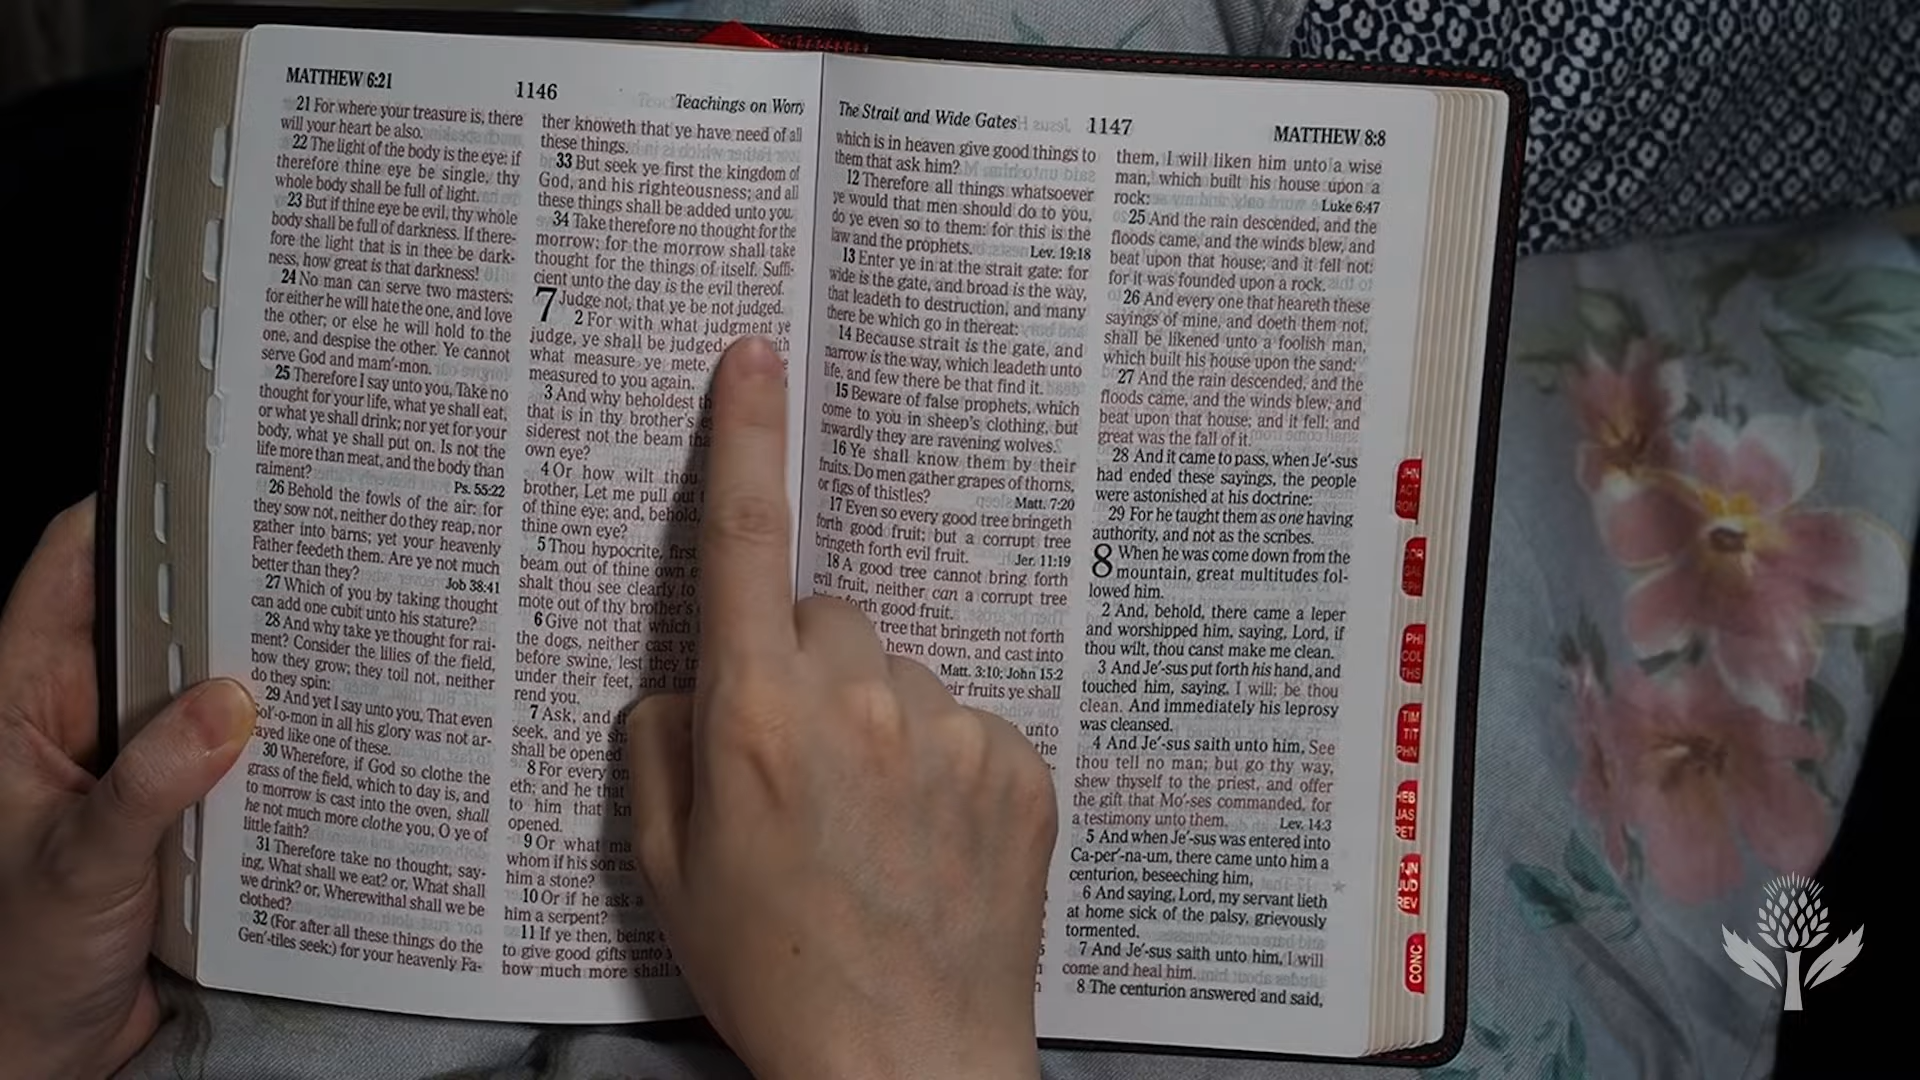 MATTHEW 6:21
1146
Teachings on Worry
21 For where your treasure is, there
will your heart be also.
22 The light of the body is the eye: if
therefore thine eye be single, thy
whole body shall be full of light.
23 But if thine eye be evil, thy whole
body shall be full of darkness. If there-
fore the light that is in thee be dark-
ness, how great is that darkness!
24 No man can serve two masters:
for either he will hate the one, and love
the other; or else he will hold to the
one, and despise the other. Ye cannot
serve God and mam′-mon.
25 Therefore I say unto you, Take no
thought for your life, what ye shall eat,
or what ye shall drink; nor yet for your
body, what ye shall put on. Is not the
life more than meat, and the body than
raiment?
Ps. 55:22
26 Behold the fowls of the air: for
they sow not, neither do they reap, nor
gather into barns; yet your heavenly
Father feedeth them. Are ye not much
better than they?
Job 38:41
27 Which of you by taking thought
can add one cubit unto his stature?
28 And why take ye thought for rai-
ment? Consider the lilies of the field,
how they grow; they toil not, neither
do they spin:
29 And yet I say unto you, That even
Sol′-o-mon in all his glory was not ar-
rayed like one of these.
30 Wherefore, if God so clothe the
grass of the field, which to day is, and
to morrow is cast into the oven, shall
he not much more clothe you, O ye of
little faith?
31 Therefore take no thought, say-
ing, What shall we eat? or, What shall
we drink? or, Wherewithal shall we be
clothed?
32 (For after all these things do the
Gen′-tiles seek:) for your heavenly Fa-
ther knoweth that ye have need of all
these things.
33 But seek ye first the kingdom of
God, and his righteousness; and all
these things shall be added unto you.
34 Take therefore no thought for the
morrow: for the morrow shall take
thought for the things of itself. Suffi-
cient unto the day is the evil thereof.
7 Judge not, that ye be not judged.
2 For with what judgment ye
judge, ye shall be judged:
what measure ye mete,
measured to you again.
3 And why beholdest
that is in thy brother's
siderest not the beam
own eye?
4 Or how wilt thou
brother, Let me pull out
of thine eye; and, behold,
thine own eye?
5 Thou hypocrite, first
beam out of thine own
shalt thou see clearly to
mote out of thy brother's
6 Give not that which
the dogs, neither cast ye
before swine, lest they
under their feet, and
rend you.
7 Ask, and
seek, and ye
shall be opened
8 For every
eth; and he that
to him that
opened.
9 Or what
whom if his son
him a stone?
10 Or if he ask
him a serpent?
11 If ye then, being
to give good gifts unto
how much more shall
The Strait and Wide Gates
1147
MATTHEW 8:8
which is in heaven give good things to
them that ask him?
12 Therefore all things whatsoever
ye would that men should do to you,
do ye even so to them: for this is the
law and the prophets.
Lev. 19:18
13 Enter ye in at the strait gate: for
wide is the gate, and broad is the way,
that leadeth to destruction, and many
there be which go in thereat:
14 Because strait is the gate, and
narrow is the way, which leadeth unto
life, and few there be that find it.
15 Beware of false prophets, which
come to you in sheep's clothing, but
inwardly they are ravening wolves.
16 Ye shall know them by their
fruits. Do men gather grapes of thorns,
or figs of thistles?
Matt. 7:20
17 Even so every good tree bringeth
forth good fruit; but a corrupt tree
bringeth forth evil fruit.
Jer. 11:19
18 A good tree cannot bring forth
evil fruit, neither can a corrupt tree
forth good fruit.
tree that bringeth not forth
hewn down, and cast into
Matt. 3:10; John 15:2
fruits ye shall
unto
the
them, I will liken him unto a wise
man, which built his house upon a
rock:
Luke 6:47
25 And the rain descended, and the
floods came, and the winds blew, and
beat upon that house; and it fell not:
for it was founded upon a rock.
26 And every one that heareth these
sayings of mine, and doeth them not,
shall be likened unto a foolish man,
which built his house upon the sand:
27 And the rain descended, and the
floods came, and the winds blew, and
beat upon that house; and it fell: and
great was the fall of it.
28 And it came to pass, when Je′-sus
had ended these sayings, the people
were astonished at his doctrine:
29 For he taught them as one having
authority, and not as the scribes.
8 When he was come down from the
mountain, great multitudes fol-
lowed him.
2 And, behold, there came a leper
and worshipped him, saying, Lord, if
thou wilt, thou canst make me clean.
3 And Je′-sus put forth his hand, and
touched him, saying, I will; be thou
clean. And immediately his leprosy
was cleansed.
4 And Je′-sus saith unto him, See
thou tell no man; but go thy way,
shew thyself to the priest, and offer
the gift that Mo′-ses commanded, for
a testimony unto them.
Lev. 14:3
5 And when Je′-sus was entered into
Ca-per′-na-um, there came unto him a
centurion, beseeching him,
6 And saying, Lord, my servant lieth
at home sick of the palsy, grievously
tormented.
7 And Je′-sus saith unto him, I will
come and heal him.
8 The centurion answered and said,
JHN
ACT
ROM
COR
GAL
EPH
PHI
COL
THS
TIM
TIT
PHN
HEB
JAS
PET
1JN
JUD
REV
CONC